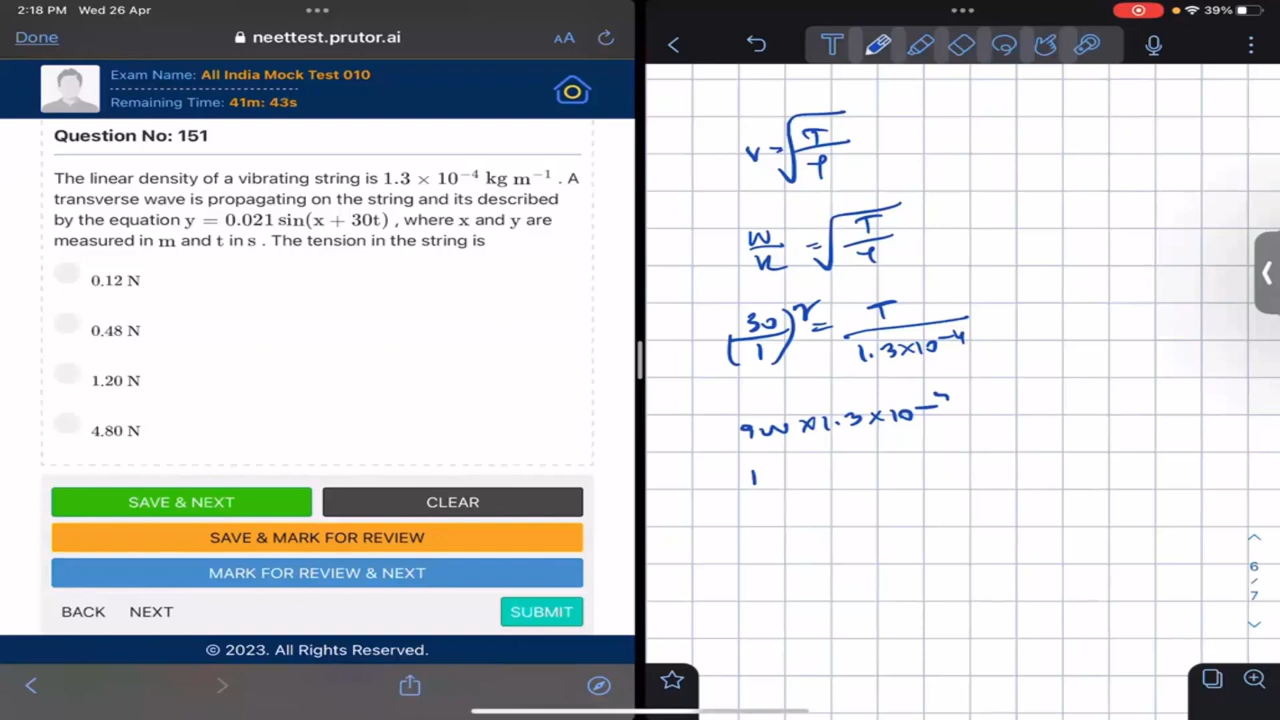 2:18 PM Wed 26 Apr
39%
Done
neettest.prutor.ai
AA
Exam Name: All India Mock Test 010
Remaining Time: 41m: 43s
Question No: 151
The linear density of a vibrating string is 1.3 × 10⁻⁴ kg m⁻¹ . A
transverse wave is propagating on the string and its described
by the equation y = 0.021 sin(x + 30t) , where x and y are
measured in m and t in s . The tension in the string is
0.12 N
0.48 N
1.20 N
4.80 N
SAVE & NEXT
CLEAR
SAVE & MARK FOR REVIEW
MARK FOR REVIEW & NEXT
BACK
NEXT
SUBMIT
© 2023. All Rights Reserved.
T
v = √T/
= √T/
(30/1)² = T/1.3×10⁻⁴
×1.3×10
1
6
/
7